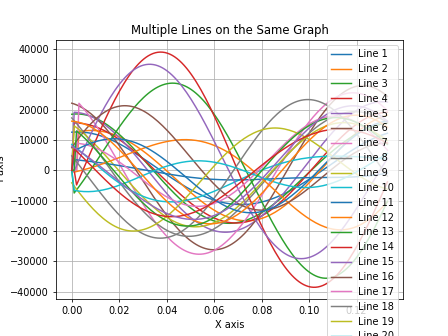 Multiple Lines on the Same Graph
40000
30000
20000
10000
0
-10000
-20000
-30000
-40000
0.00
0.02
0.04
0.06
0.08
0.10
X axis
Line 1
Line 2
Line 3
Line 4
Line 5
Line 6
Line 7
Line 8
Line 9
Line 10
Line 11
Line 12
Line 13
Line 14
Line 15
Line 16
Line 17
Line 18
Line 19
Line 20